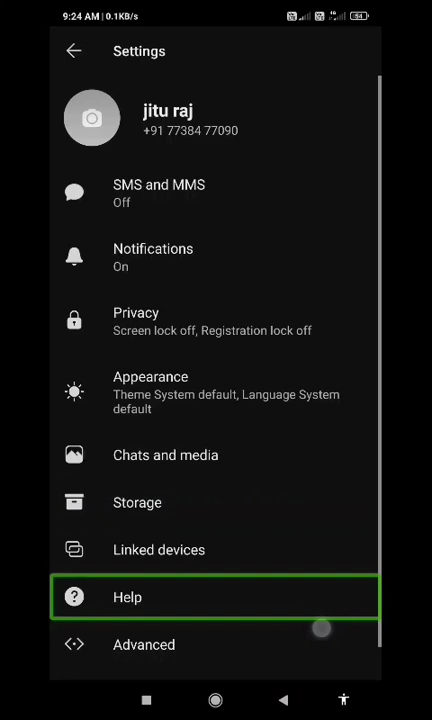 9:24 AM | 0.1KB/s
54
Settings
jitu raj
+91 77384 77090
SMS and MMS
Off
Notifications
On
Privacy
Screen lock off, Registration lock off
Appearance
Theme System default, Language System
default
Chats and media
Storage
Linked devices
Help
Advanced